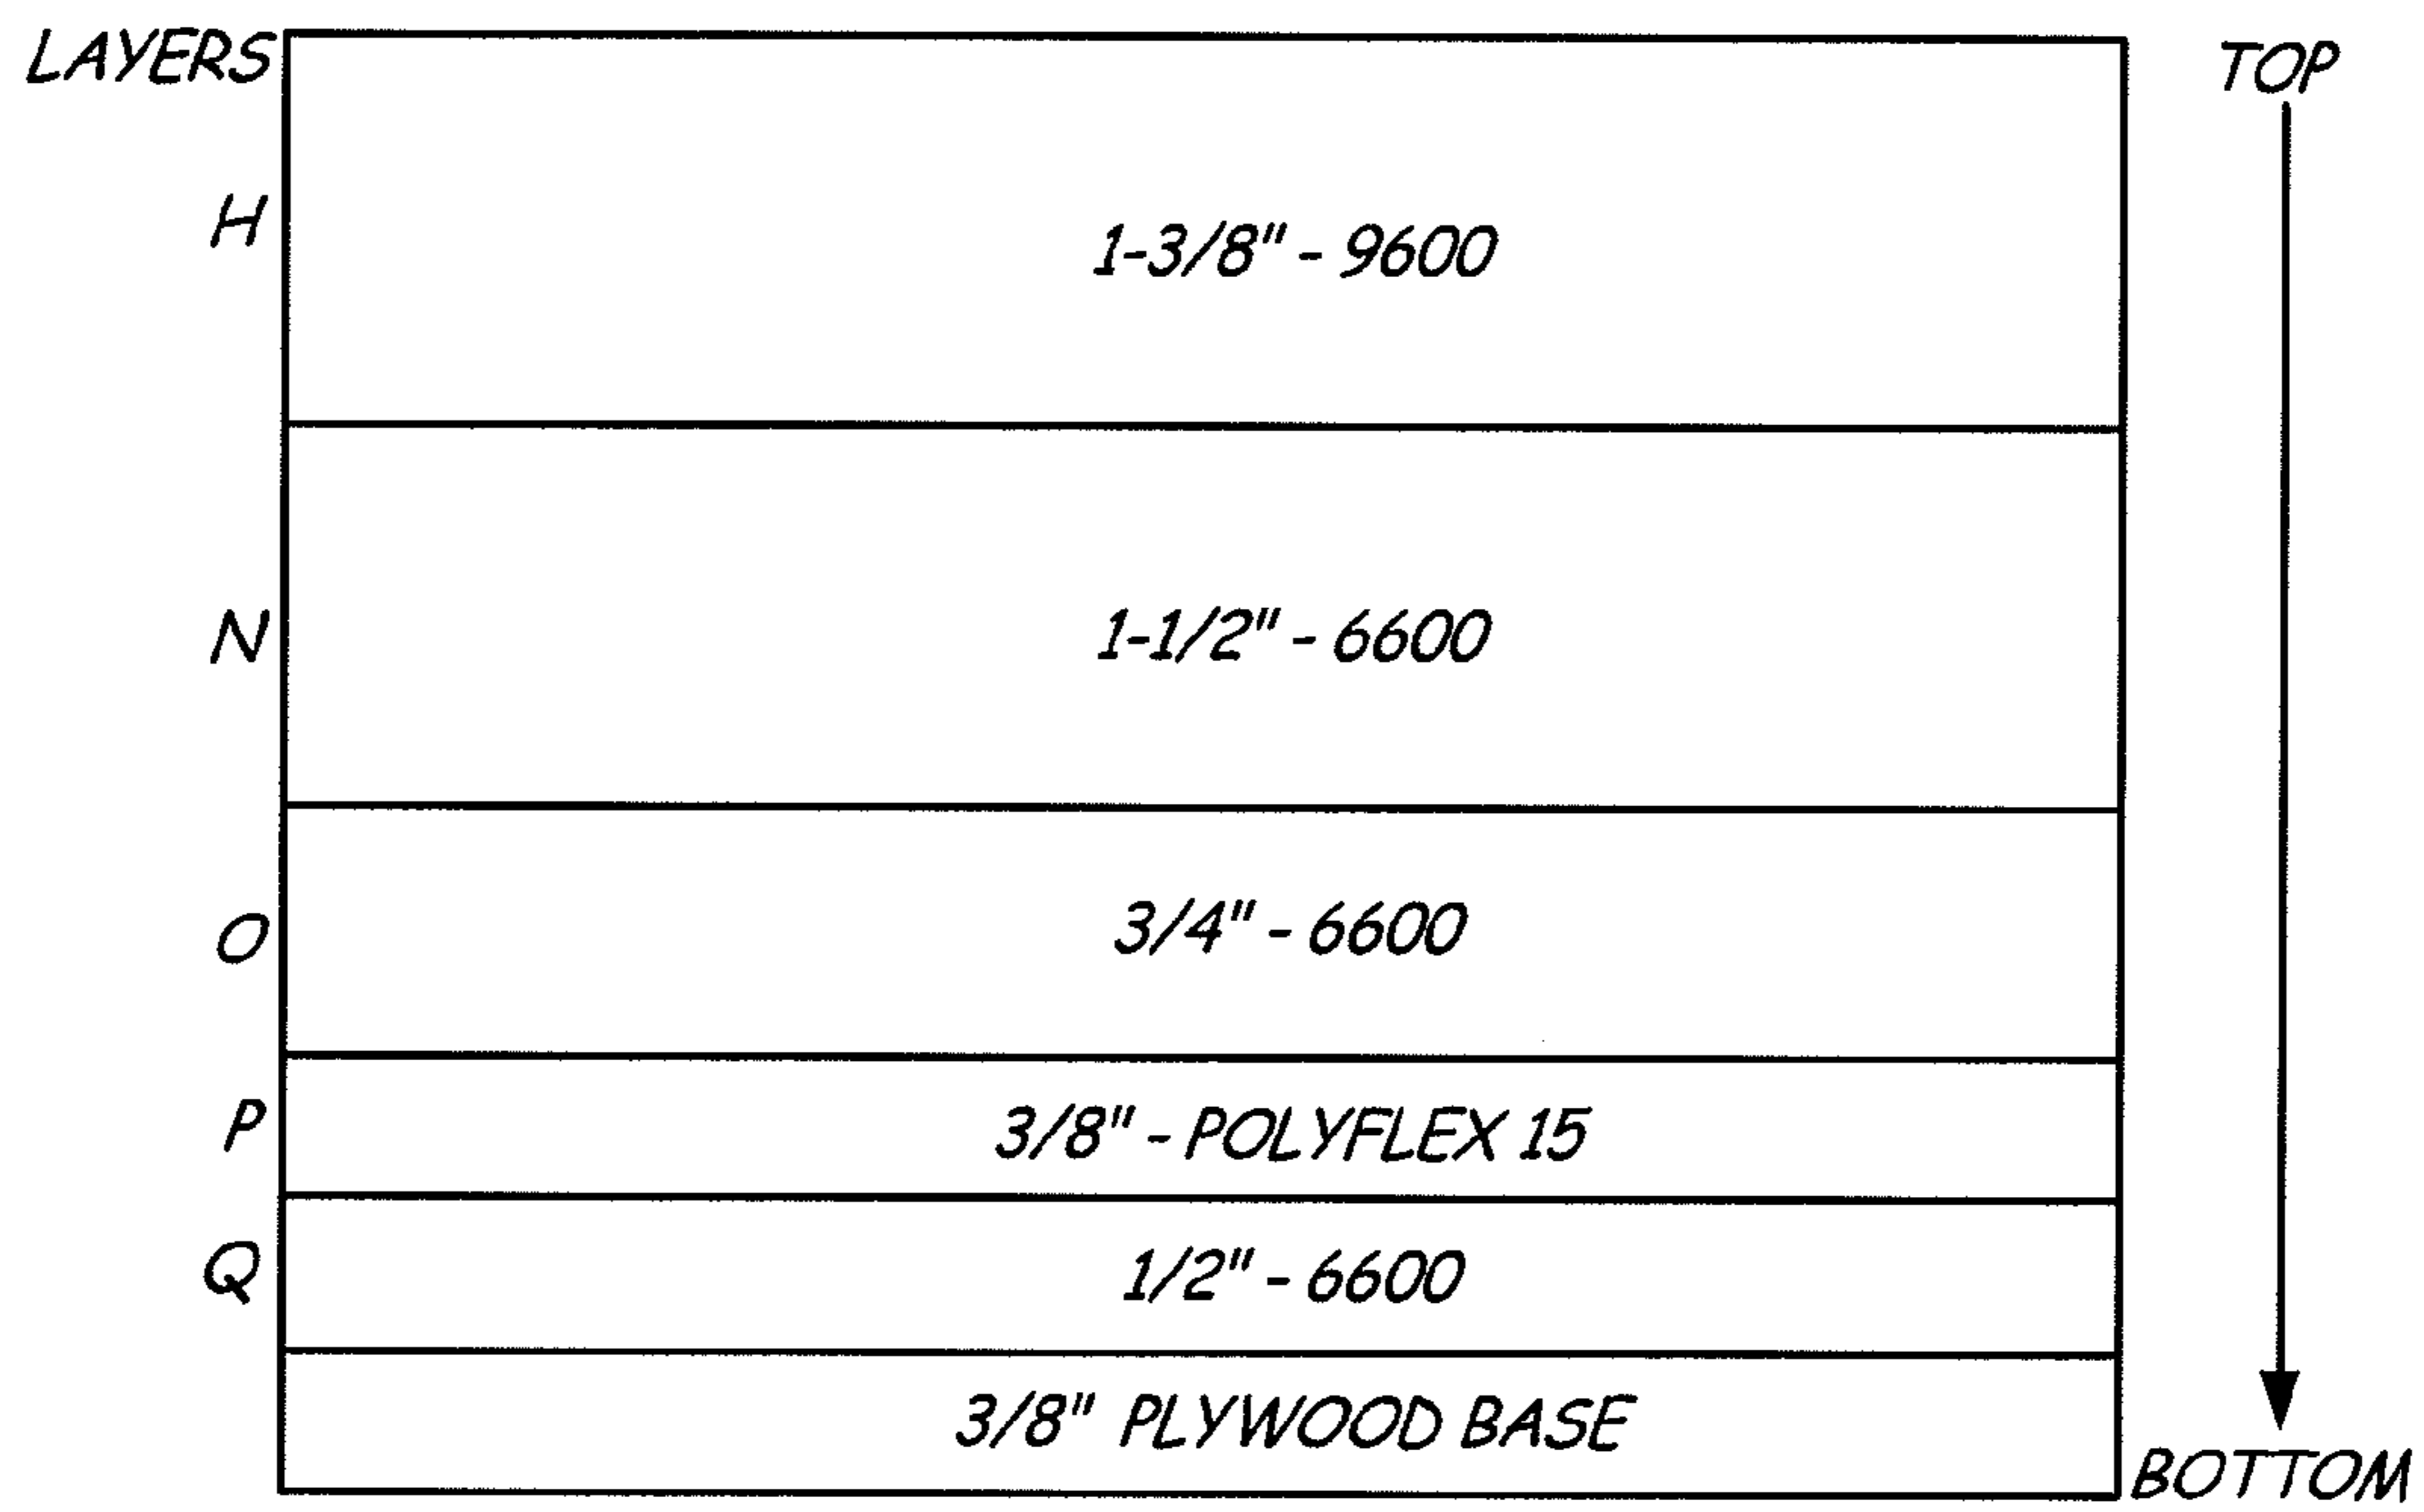 LAYERS
TOP
H
1-3/8" - 9600
N
1-1/2" - 6600
O
3/4" - 6600
P
3/8" - POLYFLEX 15
Q
1/2" - 6600
3/8" PLYWOOD BASE
BOTTOM